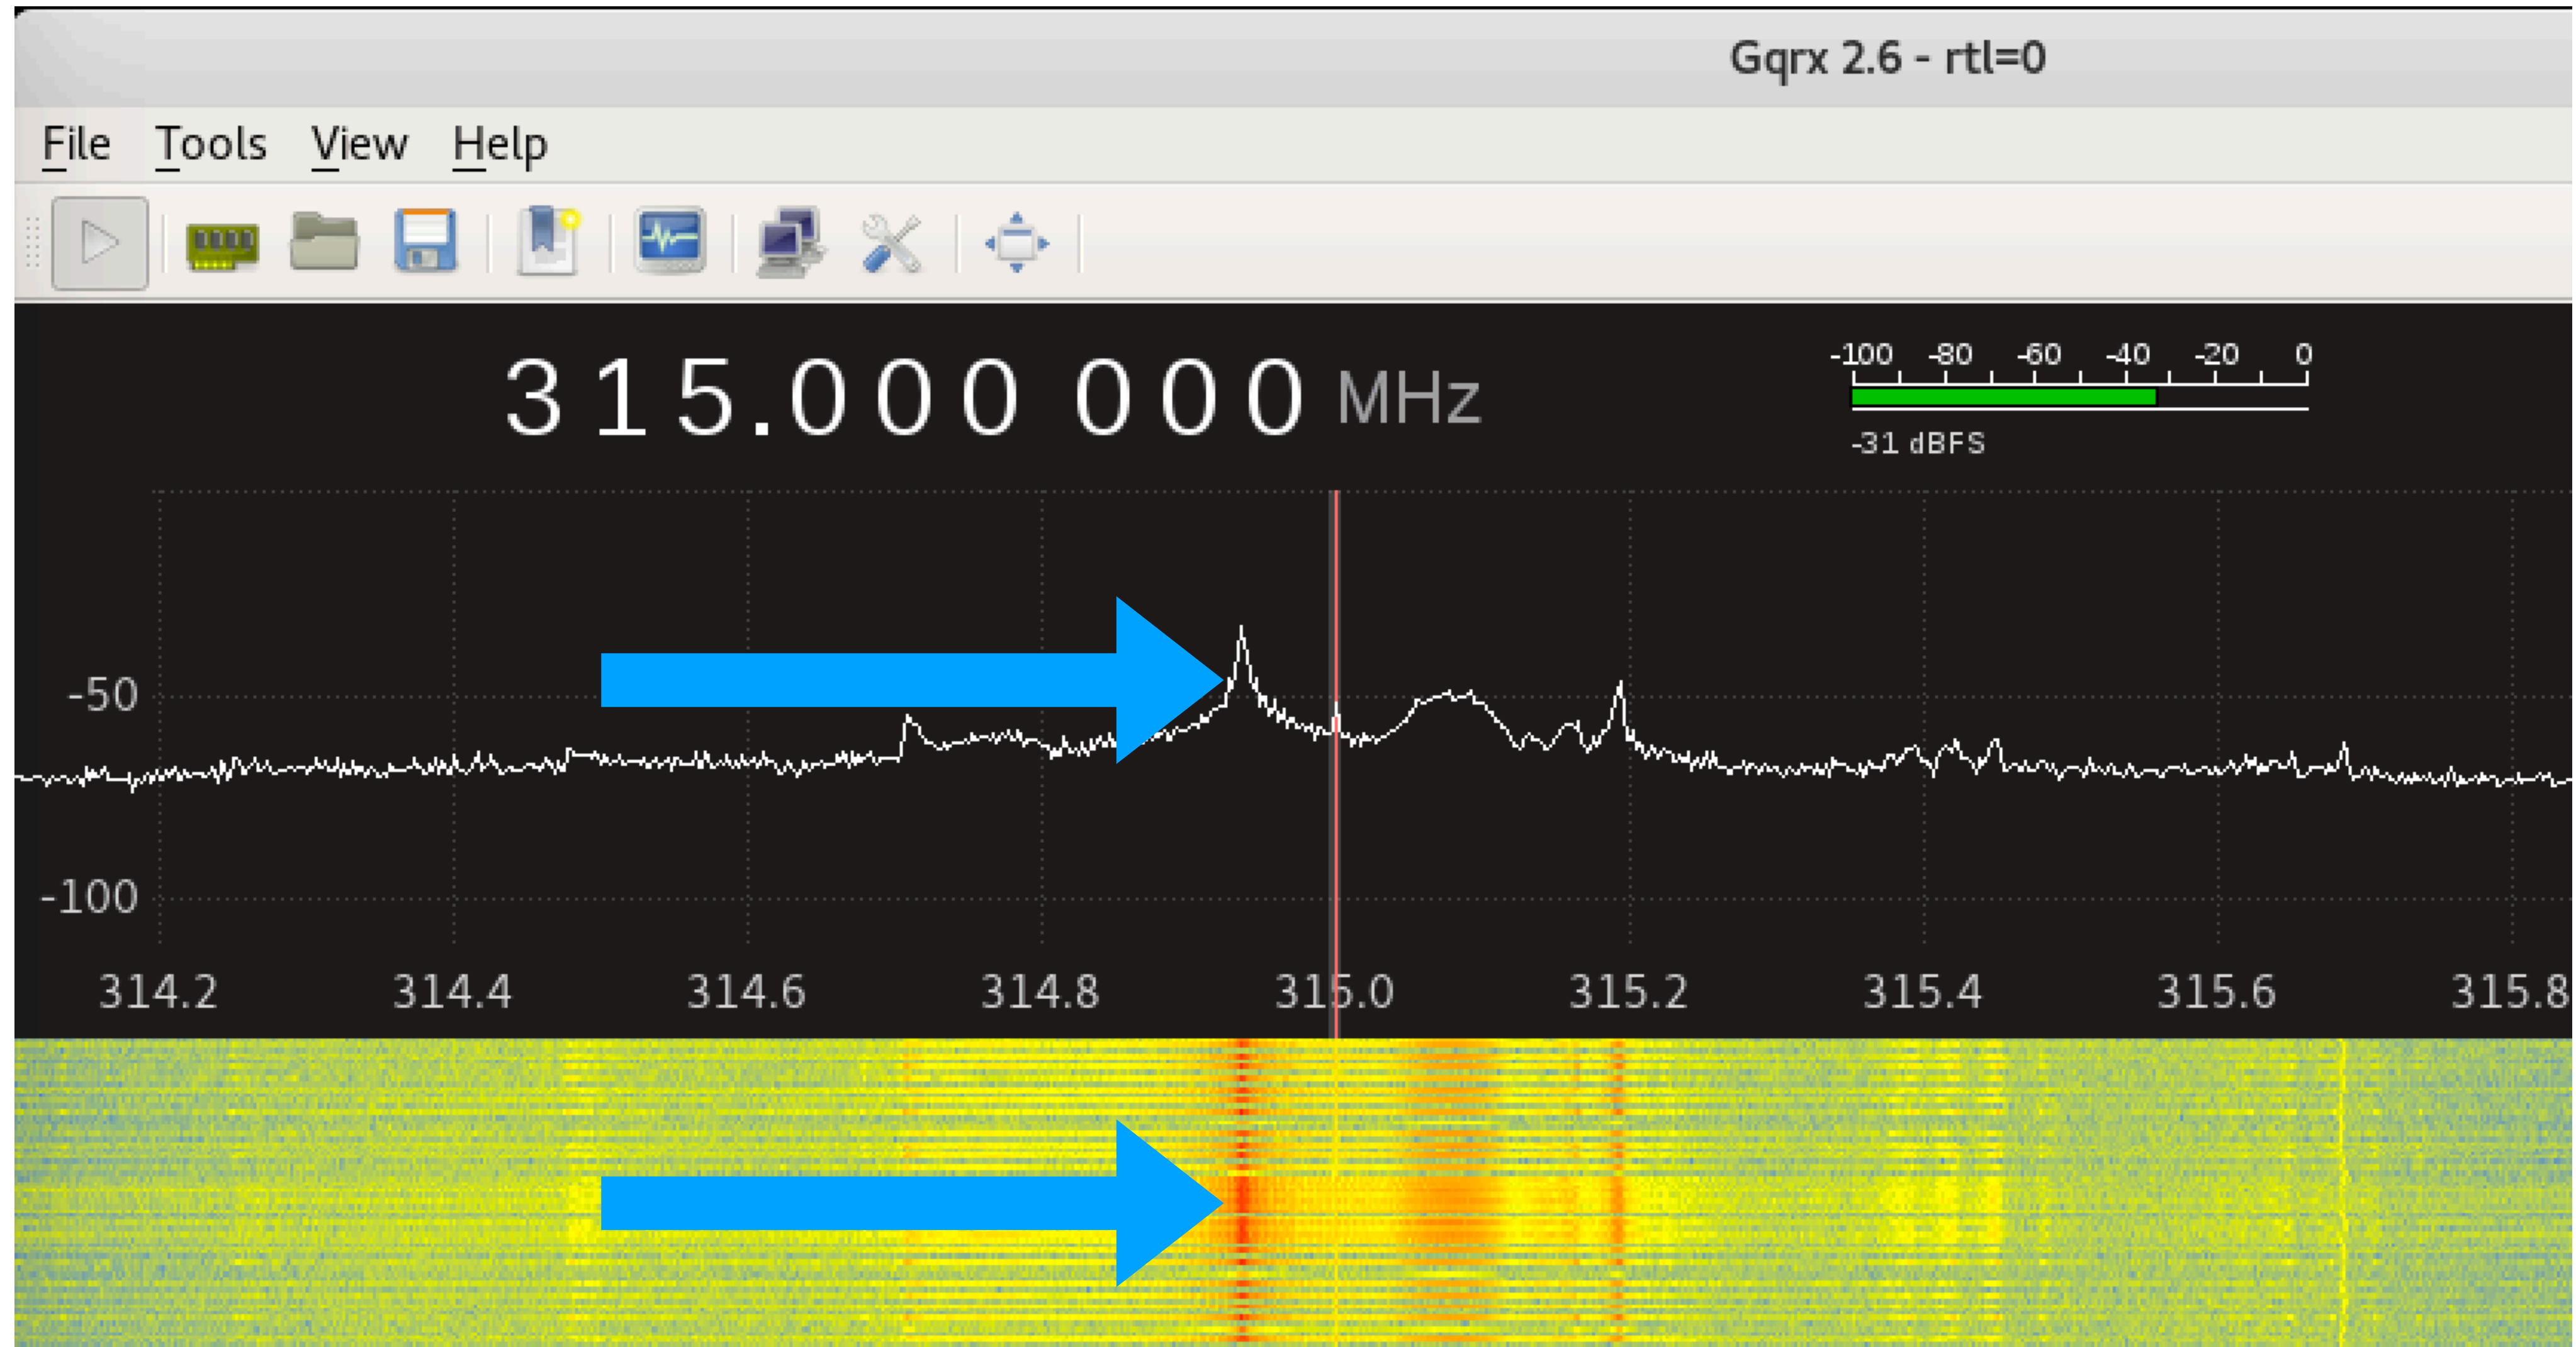 Gqrx 2.6 - rtl=0
File Tools View Help
315.000 000 MHz
-100 -80 -60 -40 -20 0
-31 dBFS
-50
-100
314.2 314.4 314.6 314.8 315.0 315.2 315.4 315.6 315.8